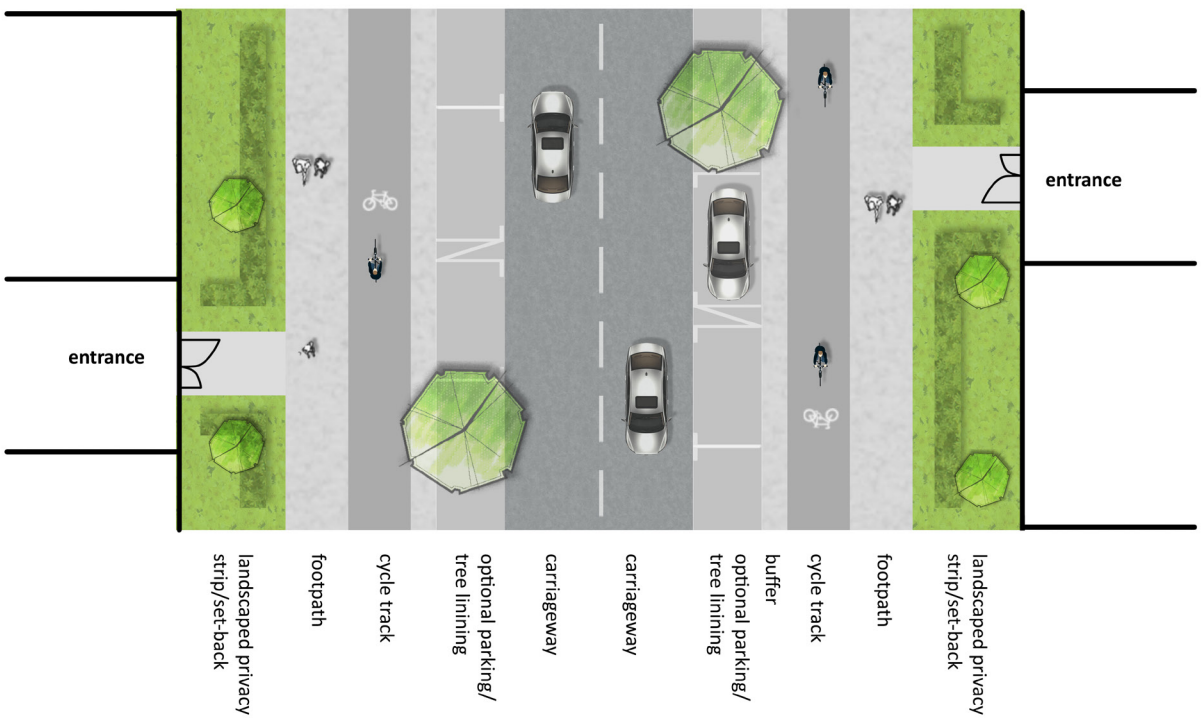 entrance
entrance
landscaped privacy
strip/set-back
footpath
cycle track
optional parking/
tree linining
carriageway
carriageway
buffer
optional parking/
tree linining
cycle track
footpath
landscaped privacy
strip/set-back